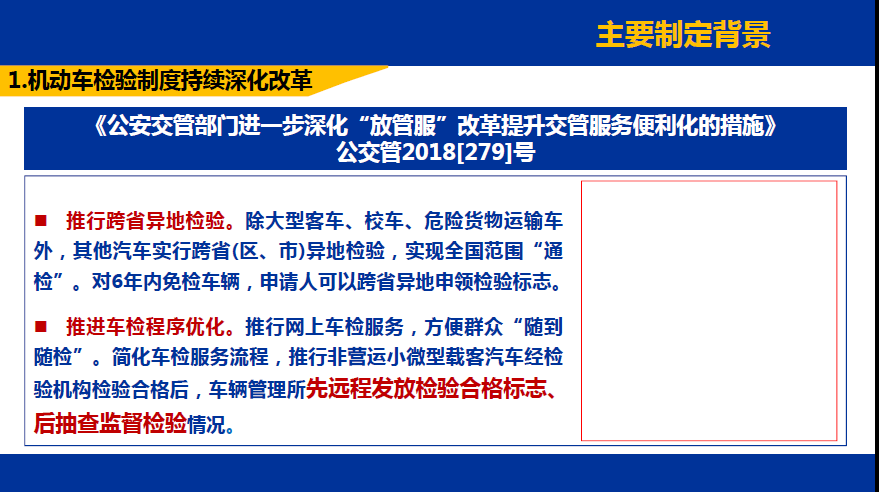 主要制定背景
1.机动车检验制度持续深化改革
《公安交管部门进一步深化“放管服”改革提升交管服务便利化的措施》
公交管2018[279]号
■ 推行跨省异地检验。除大型客车、校车、危险货物运输车
外，其他汽车实行跨省(区、市)异地检验，实现全国范围“通
检”。对6年内免检车辆，申请人可以跨省异地申领检验标志。
■ 推进车检程序优化。推行网上车检服务，方便群众“随到
随检”。简化车检服务流程，推行非营运小微型载客汽车经检
验机构检验合格后，车辆管理所先远程发放检验合格标志、
后抽查监督检验情况。